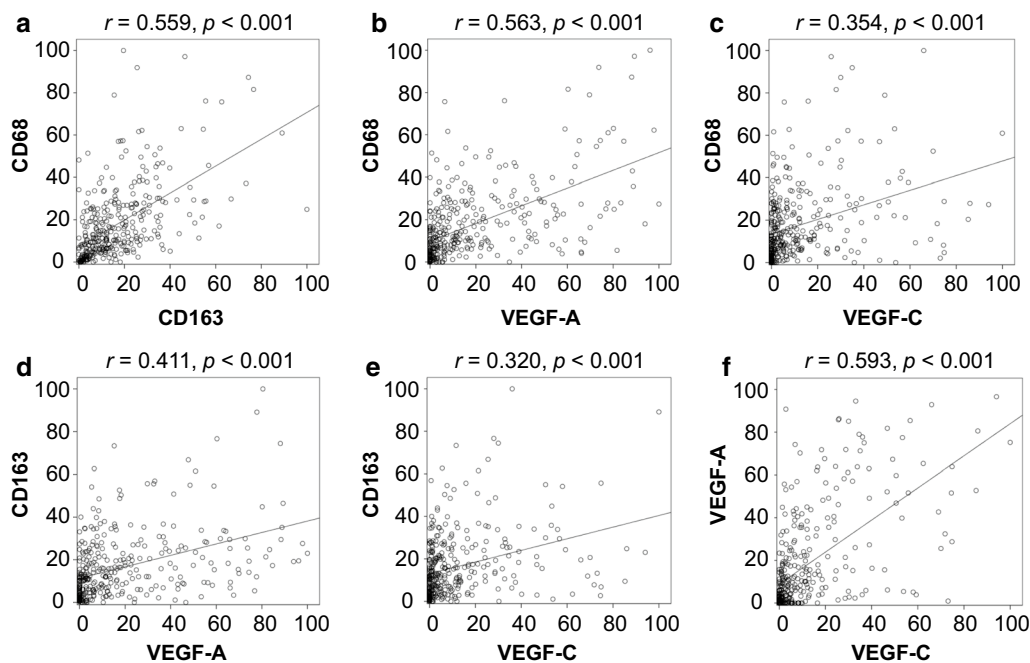 a
r = 0.559, p < 0.001
CD68
100
80
60
40
20
0
0 20 40 60 80 100
CD163
b
r = 0.563, p < 0.001
CD68
100
80
60
40
20
0
0 20 40 60 80 100
VEGF-A
c
r = 0.354, p < 0.001
CD68
100
80
60
40
20
0
0 20 40 60 80 100
VEGF-C
d
r = 0.411, p < 0.001
CD163
100
80
60
40
20
0
0 20 40 60 80 100
VEGF-A
e
r = 0.320, p < 0.001
CD163
100
80
60
40
20
0
0 20 40 60 80 100
VEGF-C
f
r = 0.593, p < 0.001
VEGF-A
100
80
60
40
20
0
0 20 40 60 80 100
VEGF-C